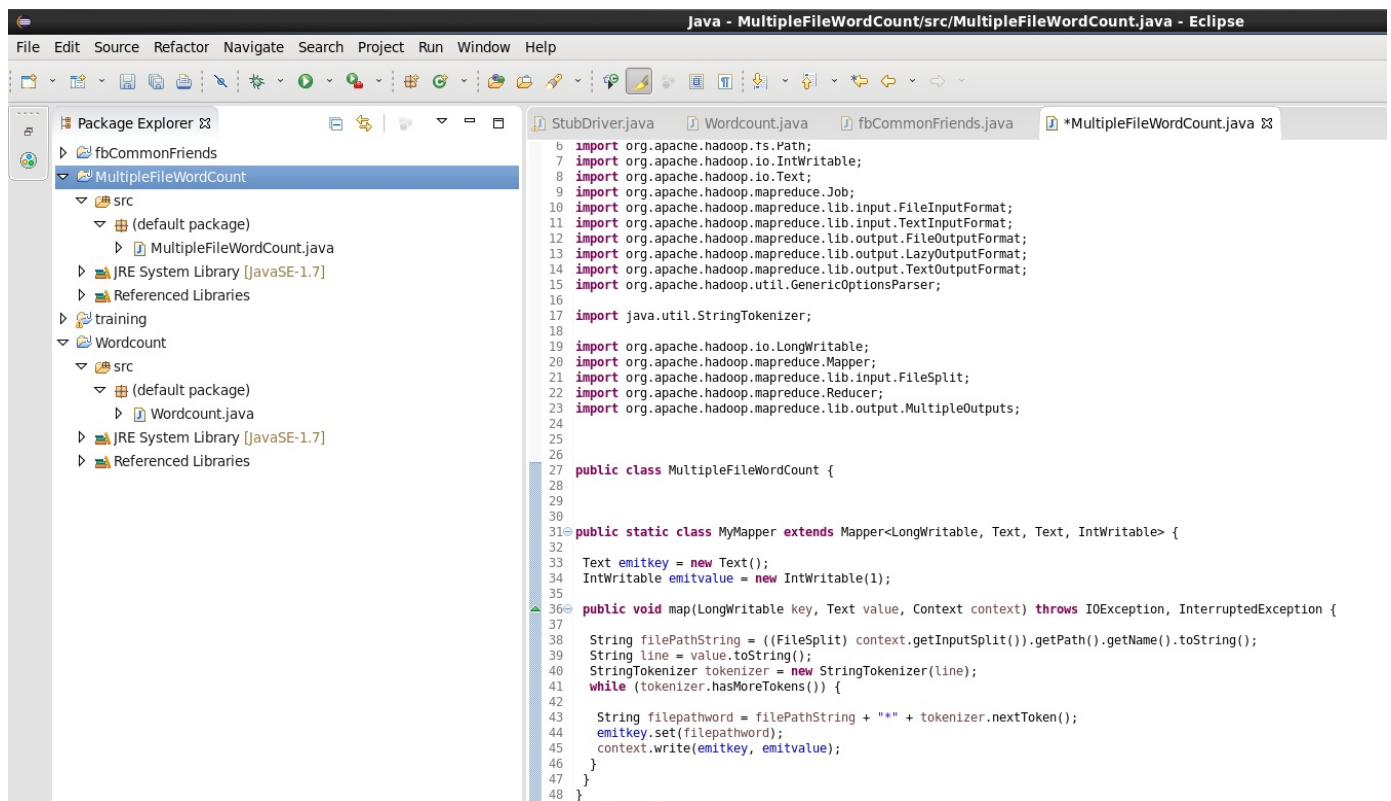 Java - MultipleFileWordCount/src/MultipleFileWordCount.java - Eclipse
File Edit Source Refactor Navigate Search Project Run Window Help
Package Explorer
StubDriver.java Wordcount.java fbCommonFriends.java *MultipleFileWordCount.java
fbCommonFriends
MultipleFileWordCount
src
(default package)
MultipleFileWordCount.java
JRE System Library [JavaSE-1.7]
Referenced Libraries
training
Wordcount
src
(default package)
Wordcount.java
JRE System Library [JavaSE-1.7]
Referenced Libraries
6 import org.apache.hadoop.fs.Path;
7 import org.apache.hadoop.io.IntWritable;
8 import org.apache.hadoop.io.Text;
9 import org.apache.hadoop.mapreduce.Job;
10 import org.apache.hadoop.mapreduce.lib.input.FileInputFormat;
11 import org.apache.hadoop.mapreduce.lib.input.TextInputFormat;
12 import org.apache.hadoop.mapreduce.lib.output.FileOutputFormat;
13 import org.apache.hadoop.mapreduce.lib.output.LazyOutputFormat;
14 import org.apache.hadoop.mapreduce.lib.output.TextOutputFormat;
15 import org.apache.hadoop.util.GenericOptionsParser;
16
17 import java.util.StringTokenizer;
18
19 import org.apache.hadoop.io.LongWritable;
20 import org.apache.hadoop.mapreduce.Mapper;
21 import org.apache.hadoop.mapreduce.lib.input.FileSplit;
22 import org.apache.hadoop.mapreduce.Reducer;
23 import org.apache.hadoop.mapreduce.lib.output.MultipleOutputs;
24
25
26
27 public class MultipleFileWordCount {
28
29
30
31 public static class MyMapper extends Mapper<LongWritable, Text, Text, IntWritable> {
32
33 Text emitkey = new Text();
34 IntWritable emitvalue = new IntWritable(1);
35
36 public void map(LongWritable key, Text value, Context context) throws IOException, InterruptedException {
37
38 String filePathString = ((FileSplit) context.getInputSplit()).getPath().getName().toString();
39 String line = value.toString();
40 StringTokenizer tokenizer = new StringTokenizer(line);
41 while (tokenizer.hasMoreTokens()) {
42
43 String filepathword = filePathString + "*" + tokenizer.nextToken();
44 emitkey.set(filepathword);
45 context.write(emitkey, emitvalue);
46 }
47 }
48 }